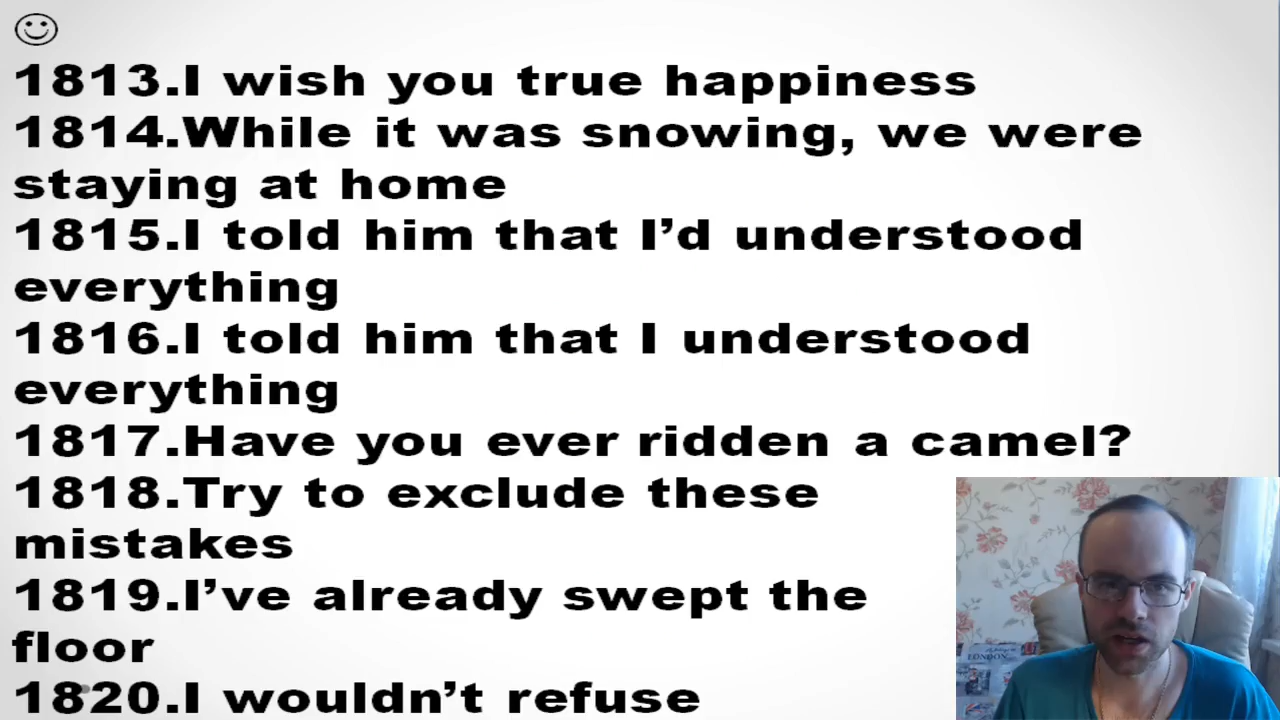 1813.I wish you true happiness
1814.While it was snowing, we were
staying at home
1815.I told him that I’d understood
everything
1816.I told him that I understood
everything
1817.Have you ever ridden a camel?
1818.Try to exclude these
mistakes
1819.I’ve already swept the
floor
1820.I wouldn’t refuse
LONDON